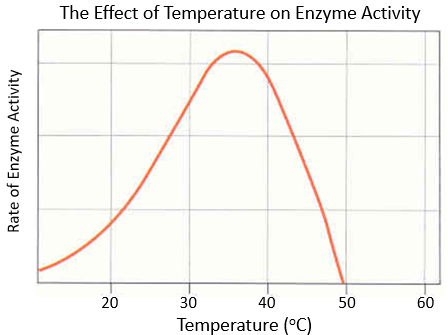 The Effect of Temperature on Enzyme Activity
Rate of Enzyme Activity
20 30 40 50 60
Temperature (°C)